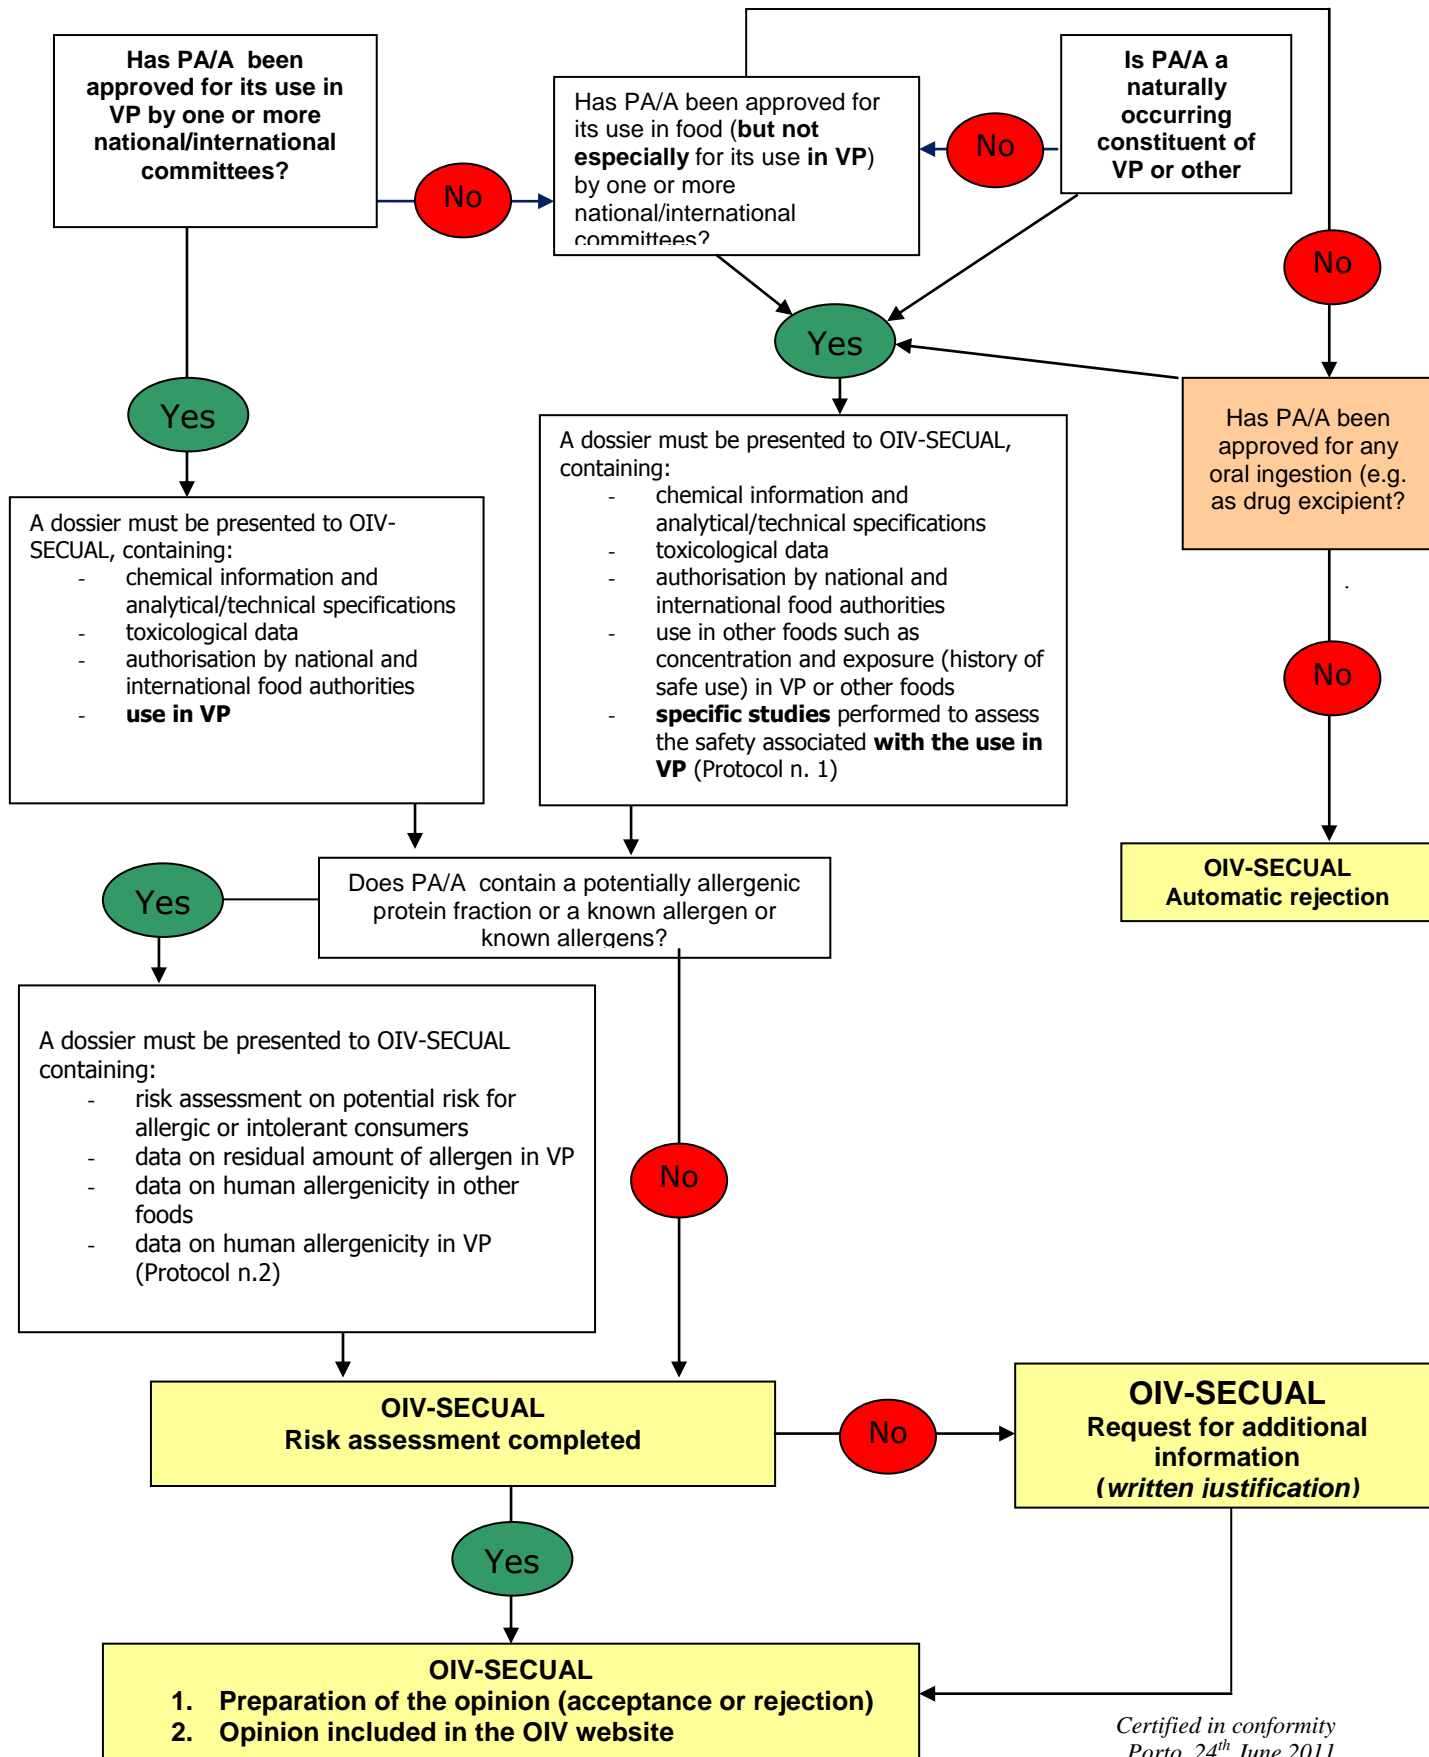 Has PA/A been
approved for its use in
VP by one or more
national/international
committees?
No
Has PA/A been approved for
its use in food (but not
especially for its use in VP)
by one or more
national/international
committees?
No
Is PA/A a
naturally
occurring
constituent of
VP or other
No
Yes
Yes
Has PA/A been
approved for any
oral ingestion (e.g.
as drug excipient?
.
A dossier must be presented to OIV-
SECUAL, containing:
- chemical information and
analytical/technical specifications
- toxicological data
- authorisation by national and
international food authorities
- use in VP
A dossier must be presented to OIV-SECUAL,
containing:
- chemical information and
analytical/technical specifications
- toxicological data
- authorisation by national and
international food authorities
- use in other foods such as
concentration and exposure (history of
safe use) in VP or other foods
- specific studies performed to assess
the safety associated with the use in
VP (Protocol n. 1)
No
OIV-SECUAL
Automatic rejection
Yes
Does PA/A contain a potentially allergenic
protein fraction or a known allergen or
known allergens?
A dossier must be presented to OIV-SECUAL
containing:
- risk assessment on potential risk for
allergic or intolerant consumers
- data on residual amount of allergen in VP
- data on human allergenicity in other
foods
- data on human allergenicity in VP
(Protocol n.2)
No
OIV-SECUAL
Risk assessment completed
No
OIV-SECUAL
Request for additional
information
(written justification)
Yes
OIV-SECUAL
1. Preparation of the opinion (acceptance or rejection)
2. Opinion included in the OIV website
Certified in conformity
Porto, 24th June 2011